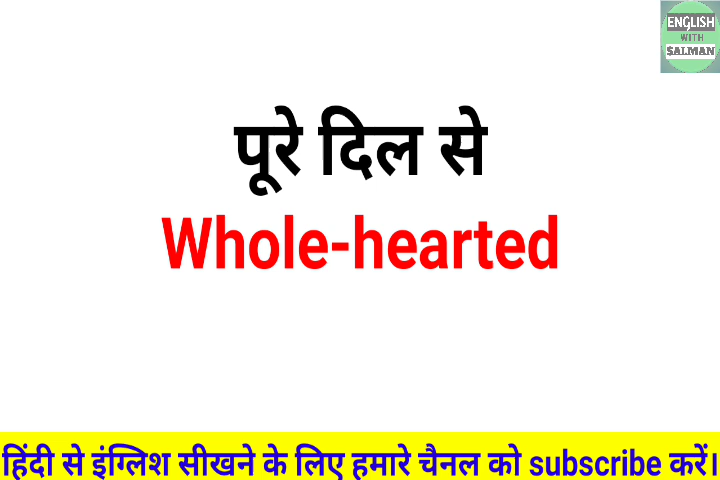 ENGLISH
WITH
SALMAN
पूरे दिल से
Whole-hearted
हिंदी से इंग्लिश सीखने के लिए हमारे चैनल को subscribe करें।